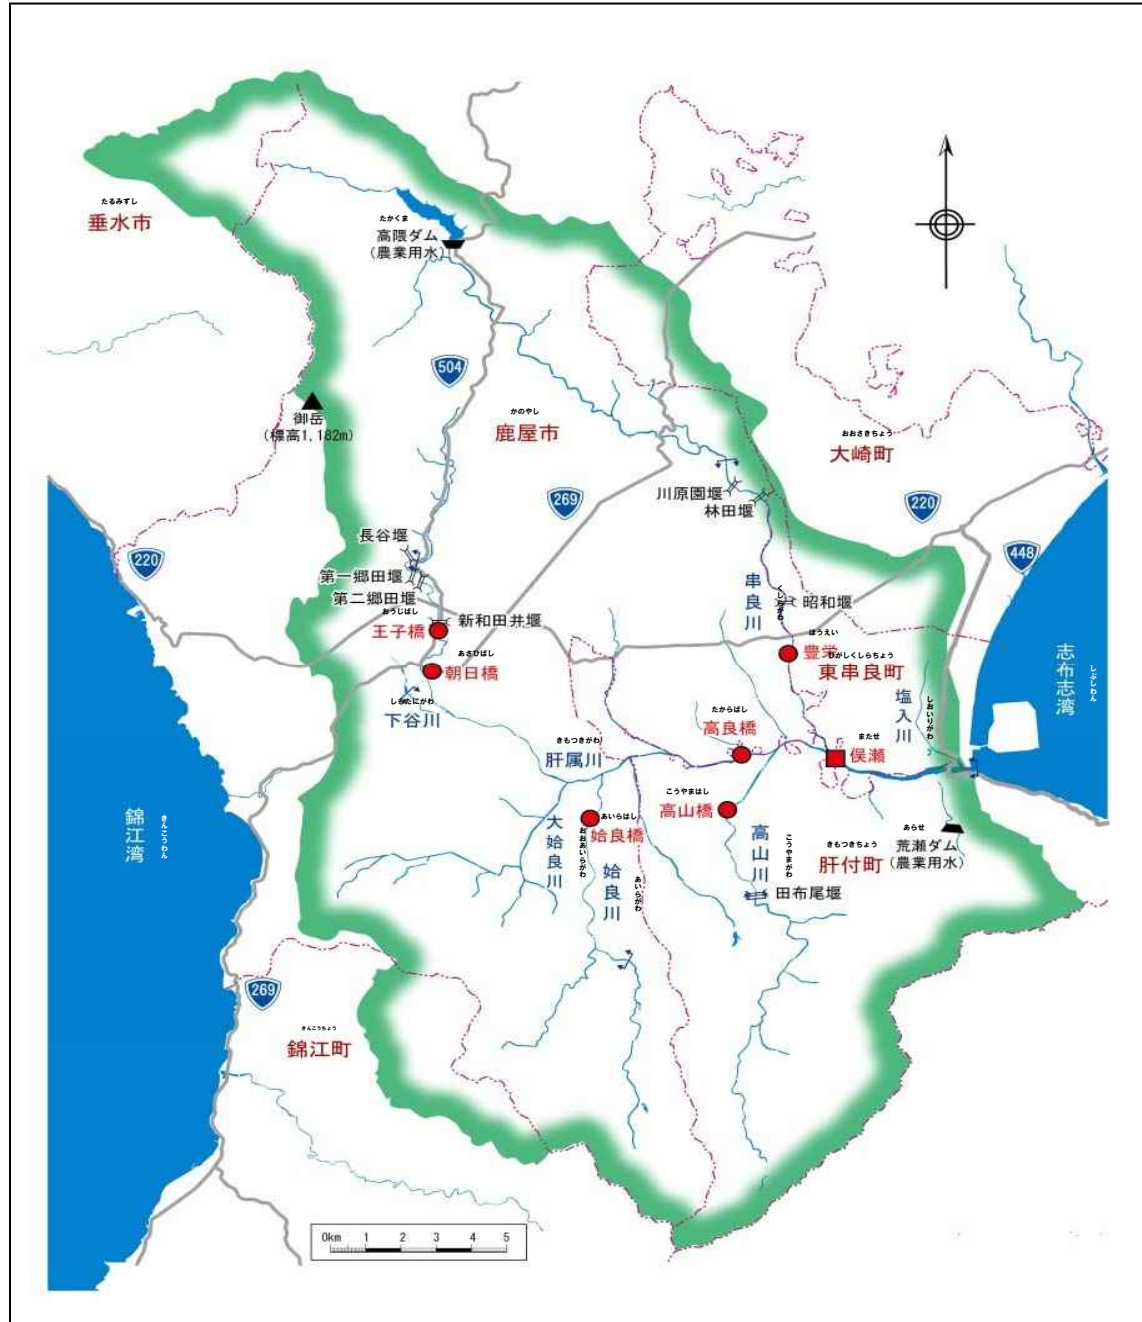 たるみずし
垂水市
たかくま
高隈ダム
(農業用水)
504
御岳
(標高1,182m)
かのやし
鹿屋市
おおさきちょう
大崎町
269
川原園堰
林田堰
220
220
448
長谷堰
第一郷田堰
第二郷田堰
おうじばし
王子橋
新和田井堰
あさひばし
朝日橋
串良川
くしらがわ
昭和堰
ほうえい
豊栄
ひがしくしらちょう
東串良町
志布志湾
しぶしわん
しもたにがわ
下谷川
塩入川
しおいりがわ
たからばし
高良橋
きもつきがわ
肝属川
またせ
俣瀬
錦江湾
きんこうわん
こうやまはし
高山橋
あいらはし
姶良橋
大姶良川
おおあいらがわ
姶良川
あいらがわ
高山川
こうやまがわ
あらせ
荒瀬ダム
(農業用水)
きもつきちょう
肝付町
田布尾堰
269
きんこうちょう
錦江町
0km 1 2 3 4 5